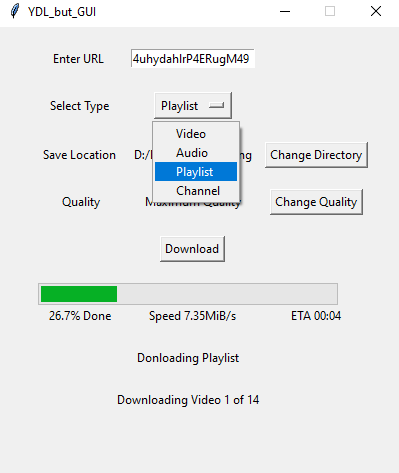 YDL_but_GUI
Enter URL 4uhydahlrP4ERugM49
Select Type Playlist
Video
Audio
Save Location D:/ ng Change Directory
Playlist
Channel
Quality Maximum Quality Change Quality
Download
26.7% Done Speed 7.35MiB/s ETA 00:04
Donloading Playlist
Downloading Video 1 of 14